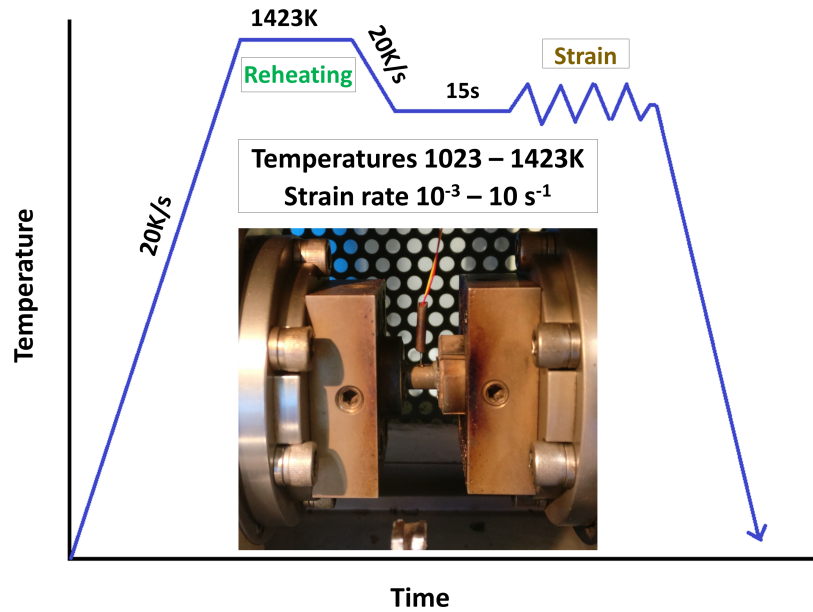 1423K
20K/s
Reheating
Strain
15s
Temperatures 1023 – 1423K
Strain rate 10⁻³ – 10 s⁻¹
20K/s
Temperature
Time